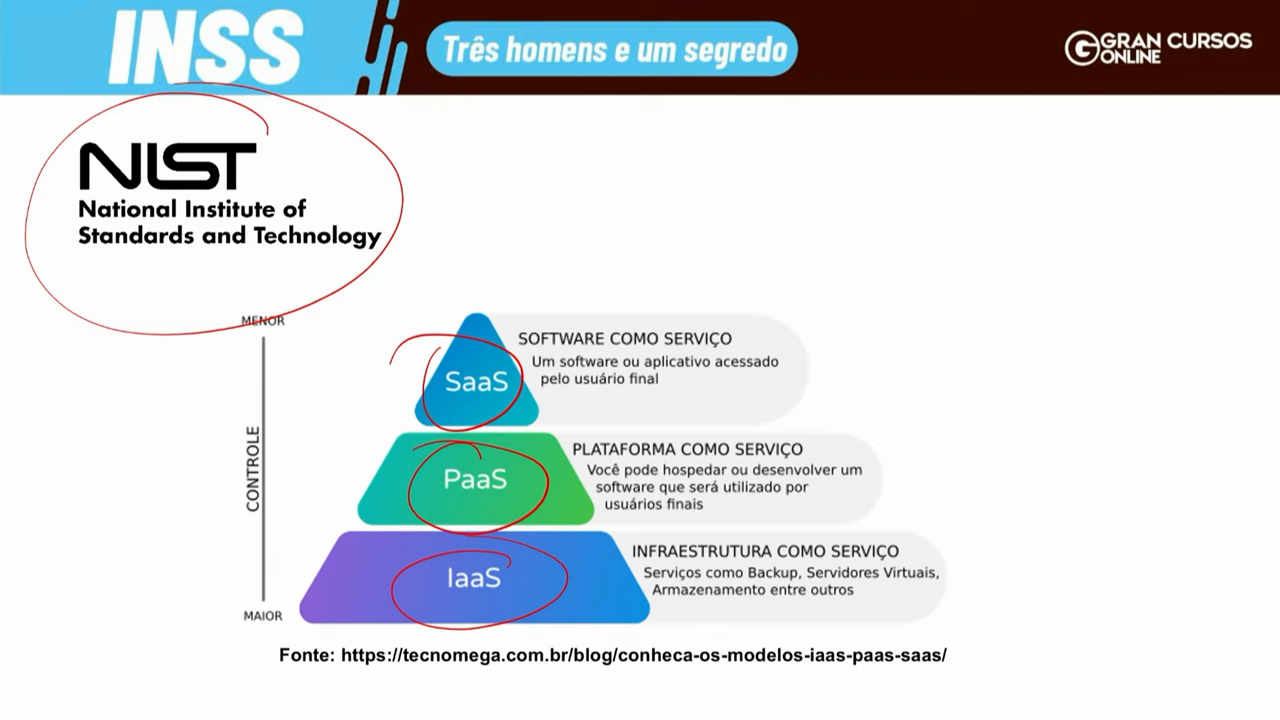 INSS
Três homens e um segredo
GRAN CURSOS
ONLINE
NIST
National Institute of
Standards and Technology
MENOR
CONTROLE
MAIOR
SaaS
SOFTWARE COMO SERVIÇO
Um software ou aplicativo acessado
pelo usuário final
PaaS
PLATAFORMA COMO SERVIÇO
Você pode hospedar ou desenvolver um
software que será utilizado por
usuários finais
IaaS
INFRAESTRUTURA COMO SERVIÇO
Serviços como Backup, Servidores Virtuais,
Armazenamento entre outros
Fonte: https://tecnomega.com.br/blog/conheca-os-modelos-iaas-paas-saas/